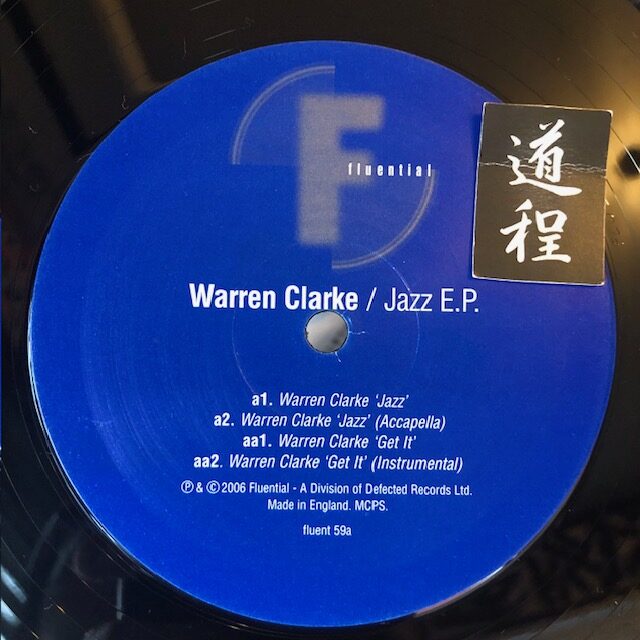 F
fluential
道
程
Warren Clarke / Jazz E.P.
a1. Warren Clarke ‘Jazz’
a2. Warren Clarke ‘Jazz’ (Accapella)
aa1. Warren Clarke ‘Get It’
aa2. Warren Clarke ‘Get It’ (Instrumental)
℗ & © 2006 Fluential - A Division of Defected Records Ltd.
Made in England. MCPS.
fluent 59a